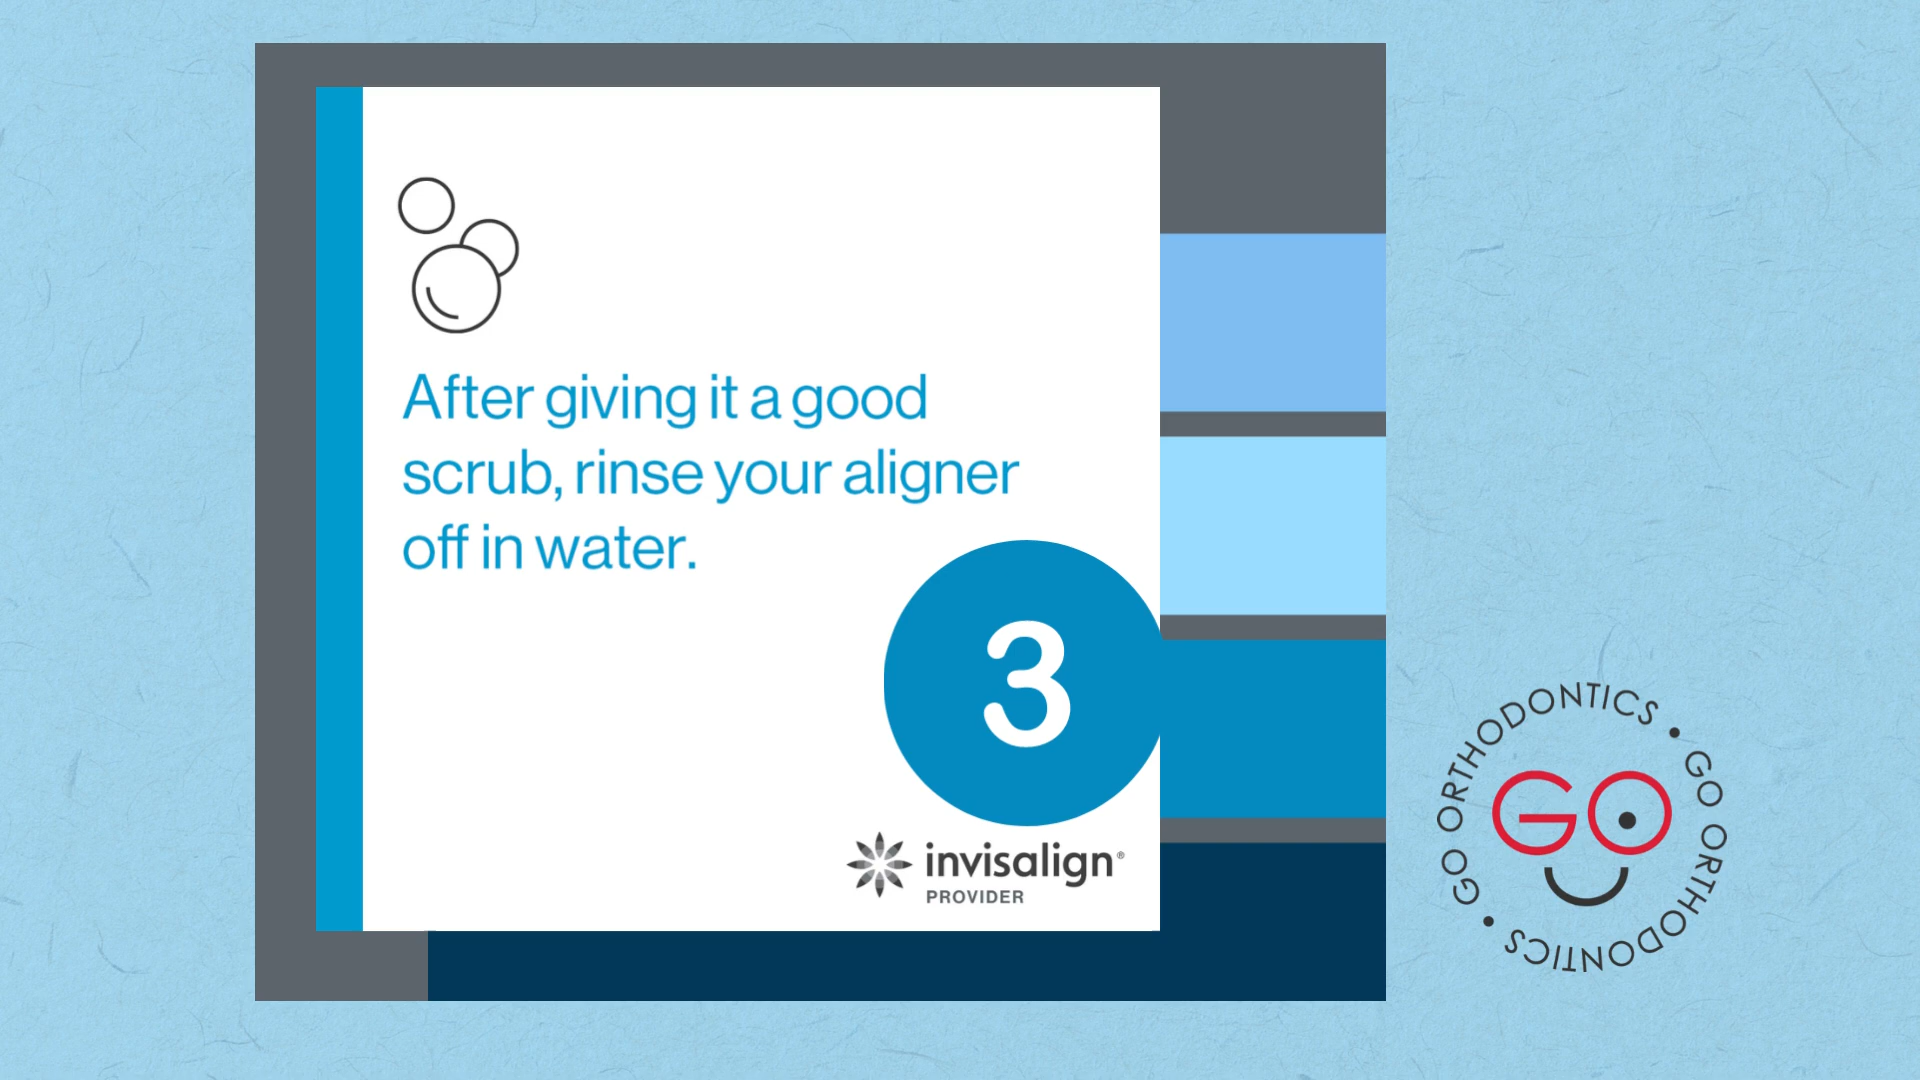 After giving it a good
scrub, rinse your aligner
off in water.
3
invisalign®
PROVIDER
GO ORTHODONTICS • GO ORTHODONTICS •
GO